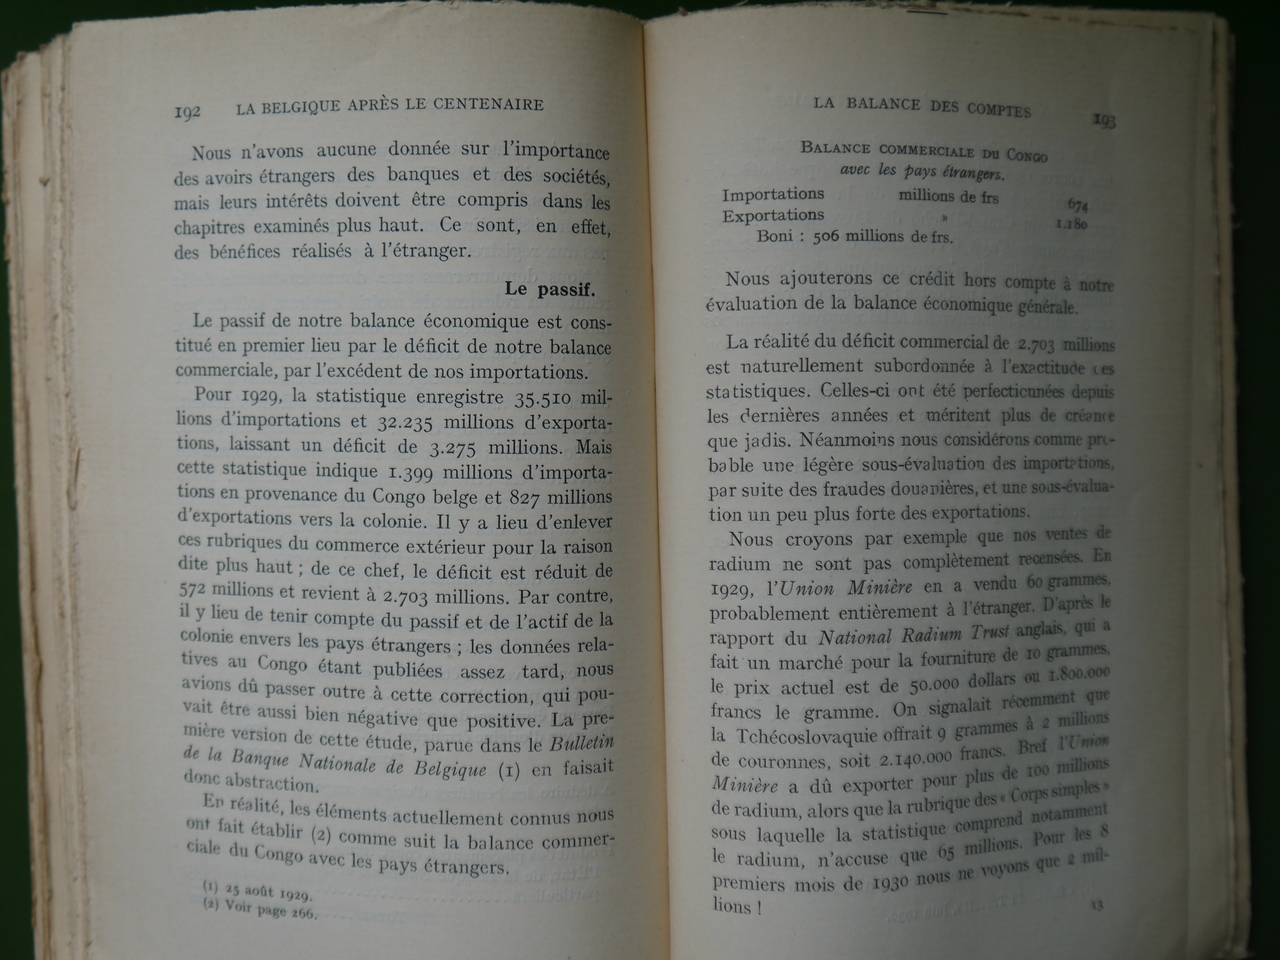 192 LA BELGIQUE APRÈS LE CENTENAIRE
Nous n'avons aucune donnée sur l'importance
des avoirs étrangers des banques et des sociétés,
mais leurs intérêts doivent être compris dans les
chapitres examinés plus haut. Ce sont, en effet,
des bénéfices réalisés à l'étranger.
Le passif.
Le passif de notre balance économique est cons-
titué en premier lieu par le déficit de notre balance
commerciale, par l'excédent de nos importations.
Pour 1929, la statistique enregistre 35.510 mil-
lions d'importations et 32.235 millions d'exporta-
tions, laissant un déficit de 3.275 millions. Mais
cette statistique indique 1.399 millions d'importa-
tions en provenance du Congo belge et 827 millions
d'exportations vers la colonie. Il y a lieu d'enlever
ces rubriques du commerce extérieur pour la raison
dite plus haut ; de ce chef, le déficit est réduit de
572 millions et revient à 2.703 millions. Par contre,
il y lieu de tenir compte du passif et de l'actif de la
colonie envers les pays étrangers ; les données rela-
tives au Congo étant publiées assez tard, nous
avions dû passer outre à cette correction, qui pou-
vait être aussi bien négative que positive. La pre-
mière version de cette étude, parue dans le Bulletin
de la Banque Nationale de Belgique (1) en faisait
donc abstraction.
En réalité, les éléments actuellement connus nous
ont fait établir (2) comme suit la balance commer-
ciale du Congo avec les pays étrangers.
(1) 25 août 1929.
(2) Voir page 266.
LA BALANCE DES COMPTES 193
BALANCE COMMERCIALE DU CONGO
avec les pays étrangers.
Importations millions de frs 674
Exportations » 1.180
Boni : 506 millions de frs.
Nous ajouterons ce crédit hors compte à notre
évaluation de la balance économique générale.
La réalité du déficit commercial de 2.703 millions
est naturellement subordonnée à l'exactitude des
statistiques. Celles-ci ont été perfectionnées depuis
les dernières années et méritent plus de créance
que jadis. Néanmoins nous considérons comme pro-
bable une légère sous-évaluation des importations,
par suite des fraudes douanières, et une sous-évalua-
tion un peu plus forte des exportations.
Nous croyons par exemple que nos ventes de
radium ne sont pas complètement recensées. En
1929, l'Union Minière en a vendu 60 grammes,
probablement entièrement à l'étranger. D'après le
rapport du National Radium Trust anglais, qui a
fait un marché pour la fourniture de 10 grammes,
le prix actuel est de 50.000 dollars ou 1.800.000
francs le gramme. On signalait récemment que
la Tchécoslovaquie offrait 9 grammes à 2 millions
de couronnes, soit 2.140.000 francs. Bref l'Union
Minière a dû exporter pour plus de 100 millions
de radium, alors que la rubrique des « Corps simples »
sous laquelle la statistique comprend notamment
le radium, n'accuse que 65 millions. Pour les 8
premiers mois de 1930 nous ne voyons que 2 mil-
lions !
13